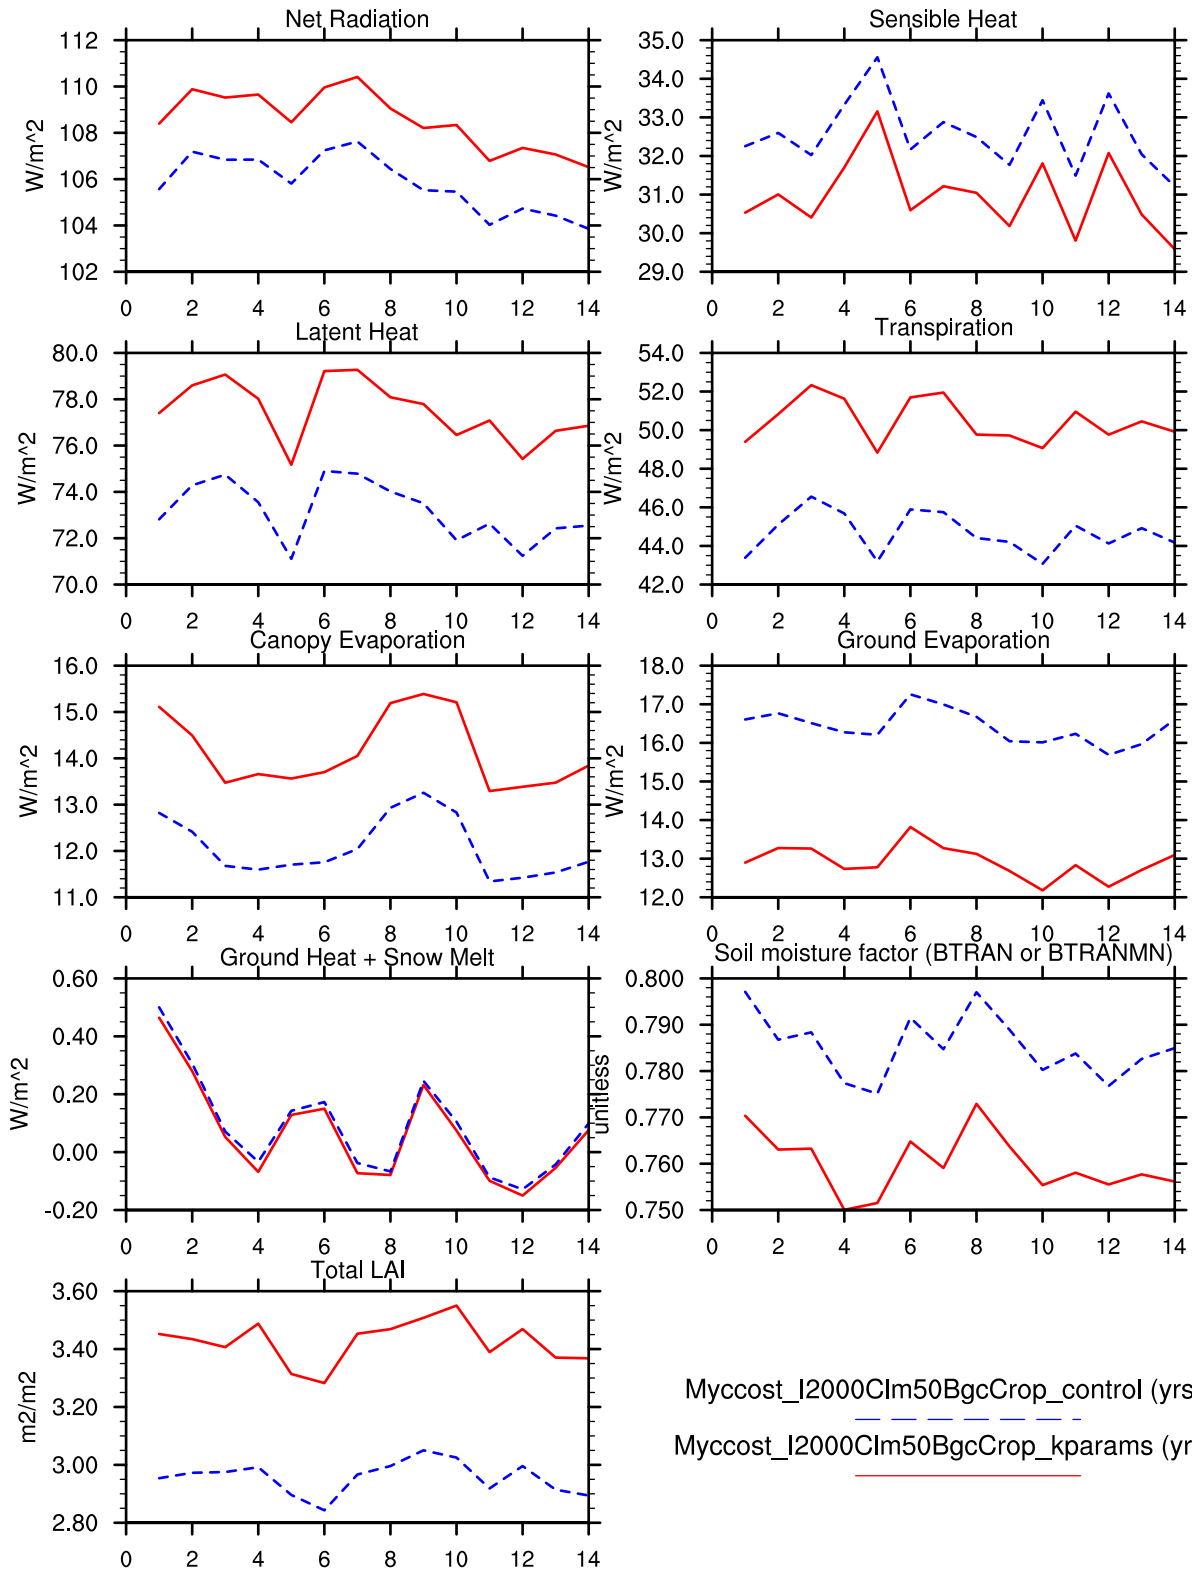 Net Radiation
112
110
108
106
104
102
W/m^2
0 2 4 6 8 10 12 14
Sensible Heat
35.0
34.0
33.0
32.0
31.0
30.0
29.0
W/m^2
0 2 4 6 8 10 12 14
Latent Heat
80.0
78.0
76.0
74.0
72.0
70.0
W/m^2
0 2 4 6 8 10 12 14
Transpiration
54.0
52.0
50.0
48.0
46.0
44.0
42.0
W/m^2
0 2 4 6 8 10 12 14
Canopy Evaporation
16.0
15.0
14.0
13.0
12.0
11.0
W/m^2
0 2 4 6 8 10 12 14
Ground Evaporation
18.0
17.0
16.0
15.0
14.0
13.0
12.0
W/m^2
0 2 4 6 8 10 12 14
Ground Heat + Snow Melt
0.60
0.40
0.20
0.00
-0.20
W/m^2
0 2 4 6 8 10 12 14
Soil moisture factor (BTRAN or BTRANMN)
0.800
0.790
0.780
0.770
0.760
0.750
unitless
0 2 4 6 8 10 12 14
Total LAI
3.60
3.40
3.20
3.00
2.80
m2/m2
0 2 4 6 8 10 12 14
Myccost_I2000Clm50BgcCrop_control (yrs
Myccost_I2000Clm50BgcCrop_kparams (yr